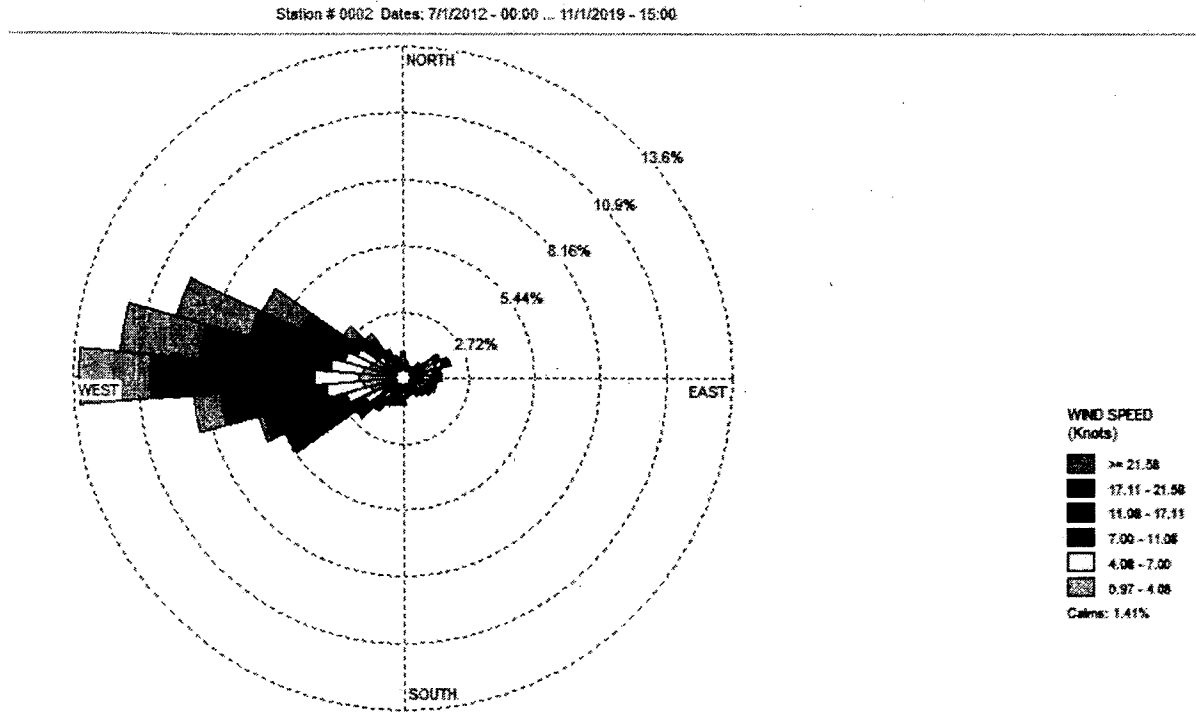 Station # 0002 Dates: 7/1/2012 - 00:00 ... 11/1/2019 - 15:00
NORTH
13.6%
10.9%
8.16%
5.44%
2.72%
WEST
EAST
SOUTH
WIND SPEED
(Knots)
>= 21.58
17.11 - 21.58
11.08 - 17.11
7.00 - 11.08
4.08 - 7.00
0.97 - 4.08
Calms: 1.41%